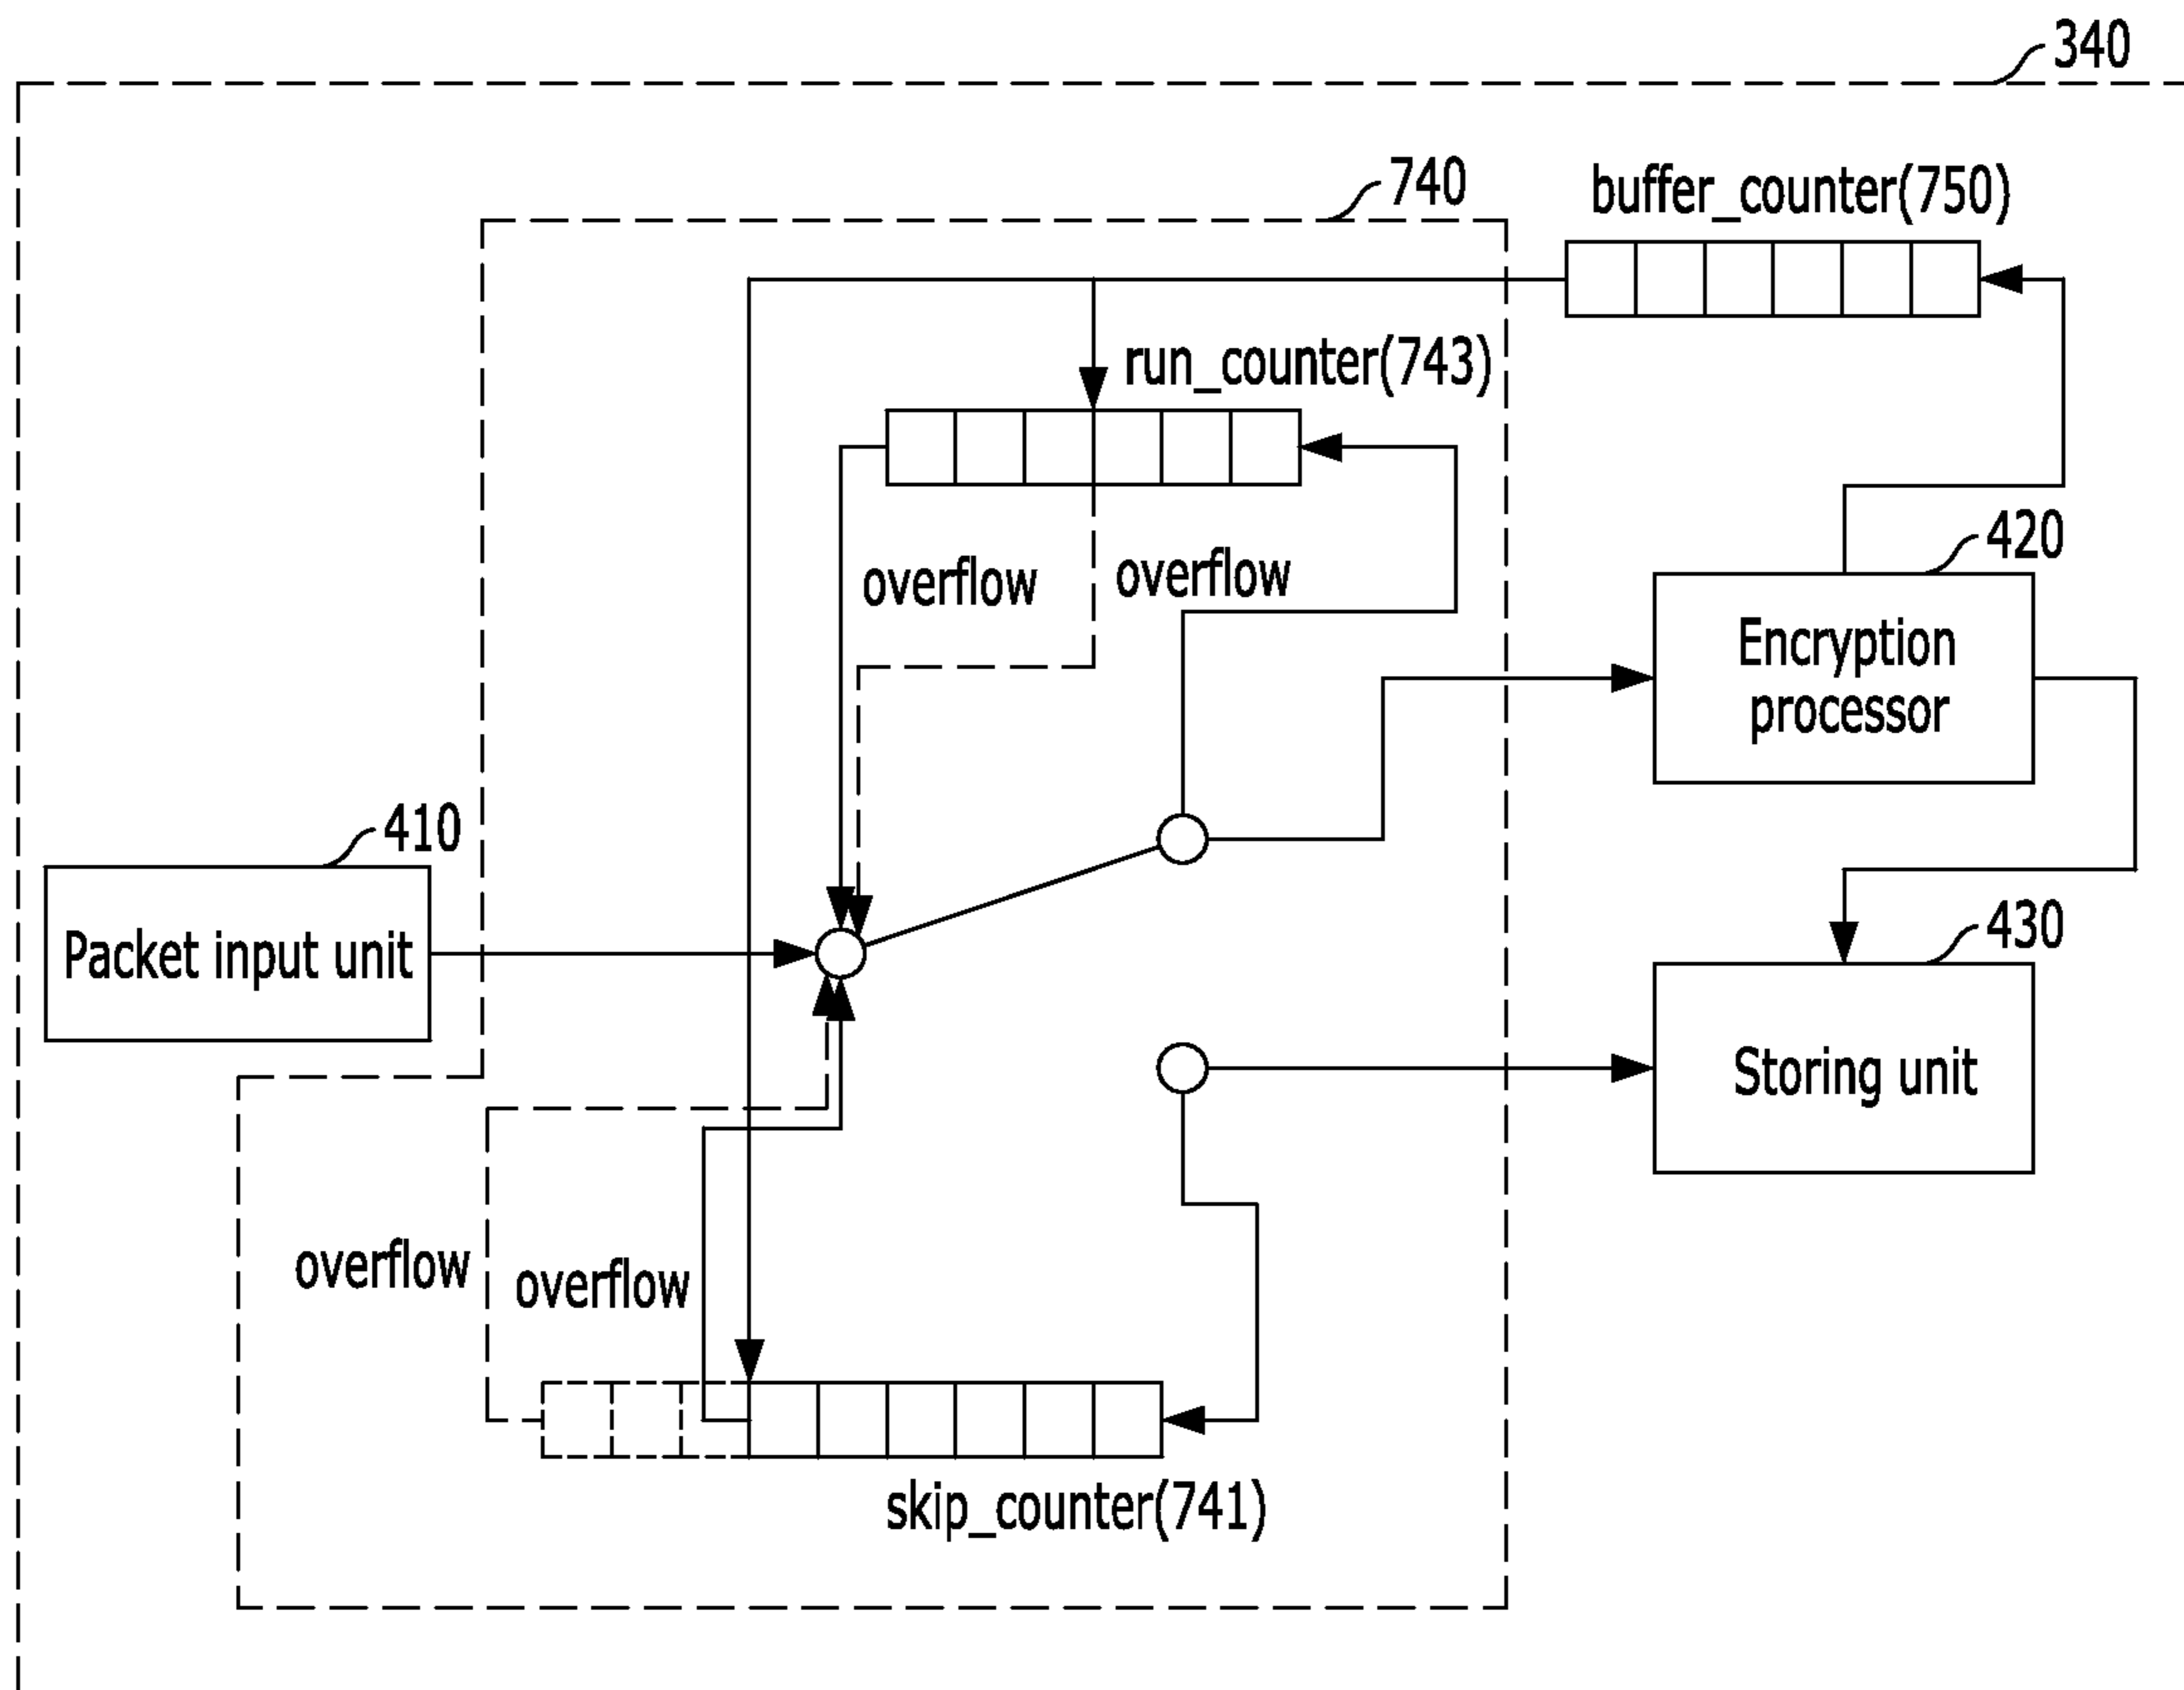 340
740
buffer_counter(750)
run_counter(743)
overflow
overflow
420
Encryption
processor
410
Packet input unit
430
Storing unit
overflow
overflow
skip_counter(741)